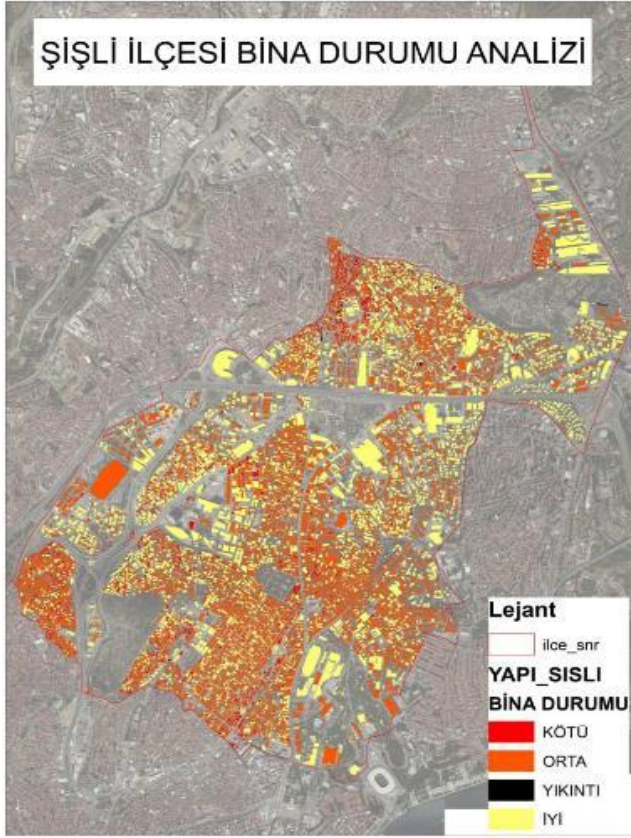 ŞİŞLİ İLÇESİ BİNA DURUMU ANALİZİ
Lejant
ilce_snr
YAPI_SISLI
BİNA DURUMU
KÖTÜ
ORTA
YIKINTI
İYİ